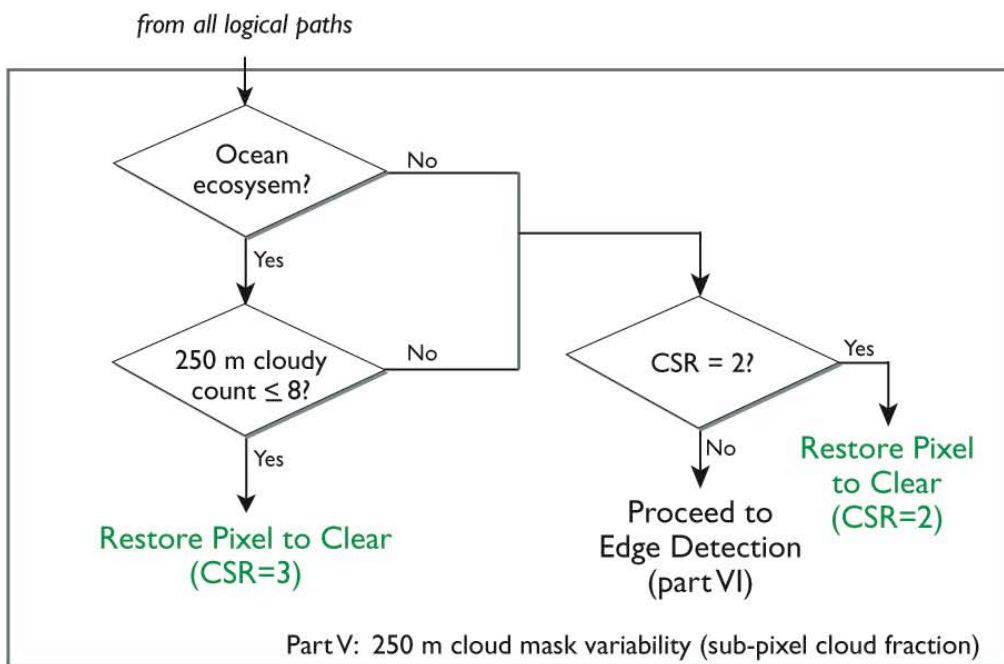 from all logical paths
Ocean
ecosysem?
No
Yes
250 m cloudy
count ≤ 8?
No
Yes
Restore Pixel to Clear
(CSR=3)
CSR = 2?
Yes
No
Restore Pixel
to Clear
(CSR=2)
Proceed to
Edge Detection
(part VI)
Part V: 250 m cloud mask variability (sub-pixel cloud fraction)